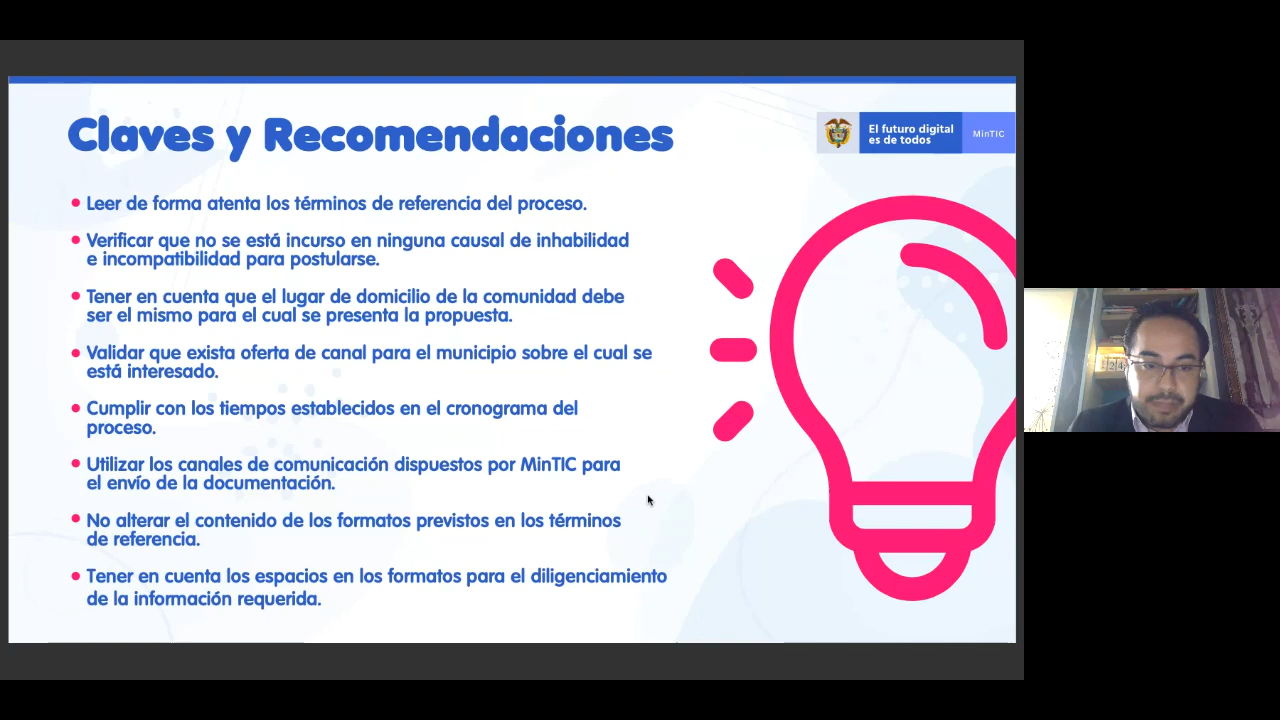 Claves y Recomendaciones
El futuro digital
es de todos
MinTIC
Leer de forma atenta los términos de referencia del proceso.
Verificar que no se está incurso en ninguna causal de inhabilidad
e incompatibilidad para postularse.
Tener en cuenta que el lugar de domicilio de la comunidad debe
ser el mismo para el cual se presenta la propuesta.
Validar que exista oferta de canal para el municipio sobre el cual se
está interesado.
Cumplir con los tiempos establecidos en el cronograma del
proceso.
Utilizar los canales de comunicación dispuestos por MinTIC para
el envío de la documentación.
No alterar el contenido de los formatos previstos en los términos
de referencia.
Tener en cuenta los espacios en los formatos para el diligenciamiento
de la información requerida.